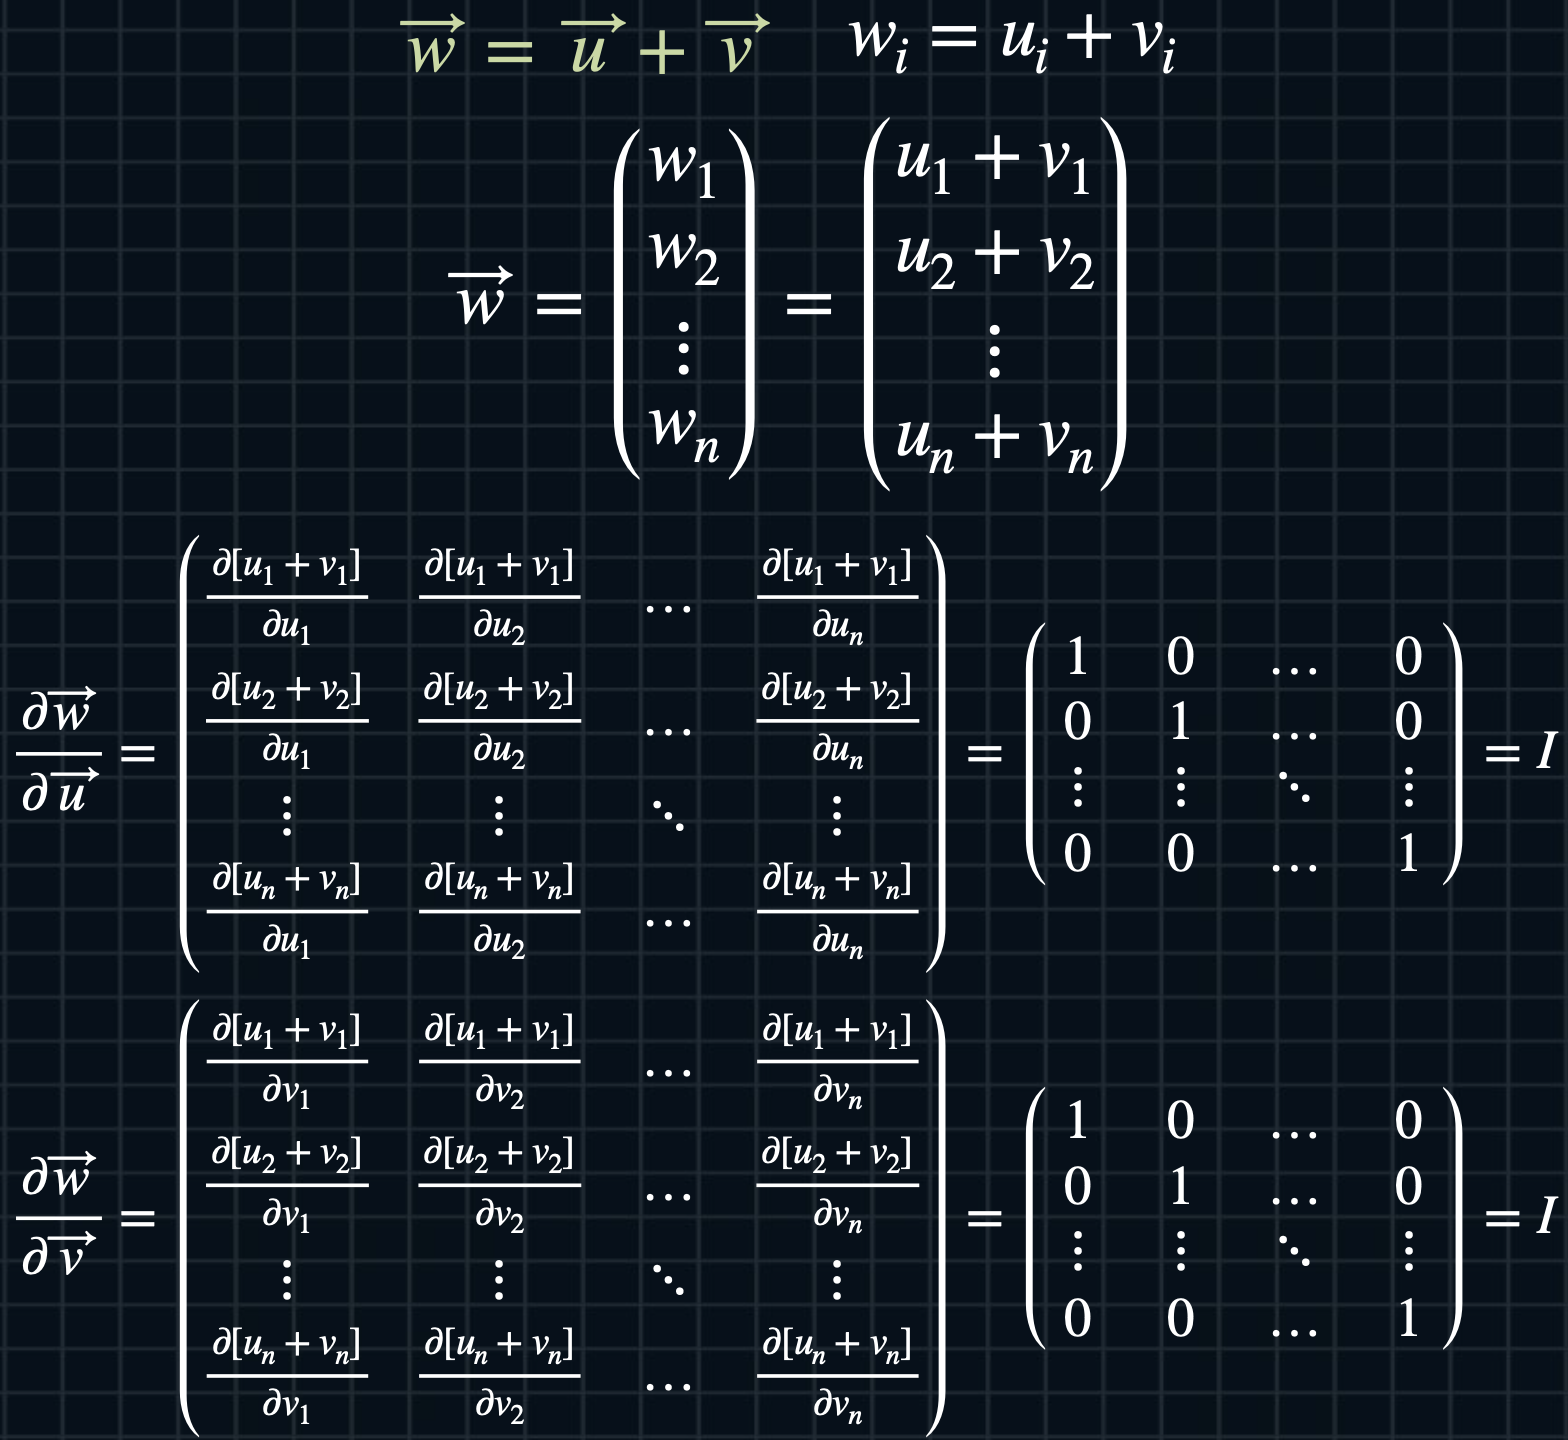 $\overrightarrow{w} = \overrightarrow{u} + \overrightarrow{v} \quad w_i = u_i + v_i$
$\overrightarrow{w} = \begin{pmatrix} w_1 \\ w_2 \\ \vdots \\ w_n \end{pmatrix} = \begin{pmatrix} u_1 + v_1 \\ u_2 + v_2 \\ \vdots \\ u_n + v_n \end{pmatrix}$
$\frac{\partial \overrightarrow{w}}{\partial \overrightarrow{u}} = \begin{pmatrix} \frac{\partial [u_1 + v_1]}{\partial u_1} & \frac{\partial [u_1 + v_1]}{\partial u_2} & \dots & \frac{\partial [u_1 + v_1]}{\partial u_n} \\ \frac{\partial [u_2 + v_2]}{\partial u_1} & \frac{\partial [u_2 + v_2]}{\partial u_2} & \dots & \frac{\partial [u_2 + v_2]}{\partial u_n} \\ \vdots & \vdots & \ddots & \vdots \\ \frac{\partial [u_n + v_n]}{\partial u_1} & \frac{\partial [u_n + v_n]}{\partial u_2} & \dots & \frac{\partial [u_n + v_n]}{\partial u_n} \end{pmatrix} = \begin{pmatrix} 1 & 0 & \dots & 0 \\ 0 & 1 & \dots & 0 \\ \vdots & \vdots & \ddots & \vdots \\ 0 & 0 & \dots & 1 \end{pmatrix} = I$
$\frac{\partial \overrightarrow{w}}{\partial \overrightarrow{v}} = \begin{pmatrix} \frac{\partial [u_1 + v_1]}{\partial v_1} & \frac{\partial [u_1 + v_1]}{\partial v_2} & \dots & \frac{\partial [u_1 + v_1]}{\partial v_n} \\ \frac{\partial [u_2 + v_2]}{\partial v_1} & \frac{\partial [u_2 + v_2]}{\partial v_2} & \dots & \frac{\partial [u_2 + v_2]}{\partial v_n} \\ \vdots & \vdots & \ddots & \vdots \\ \frac{\partial [u_n + v_n]}{\partial v_1} & \frac{\partial [u_n + v_n]}{\partial v_2} & \dots & \frac{\partial [u_n + v_n]}{\partial v_n} \end{pmatrix} = \begin{pmatrix} 1 & 0 & \dots & 0 \\ 0 & 1 & \dots & 0 \\ \vdots & \vdots & \ddots & \vdots \\ 0 & 0 & \dots & 1 \end{pmatrix} = I$